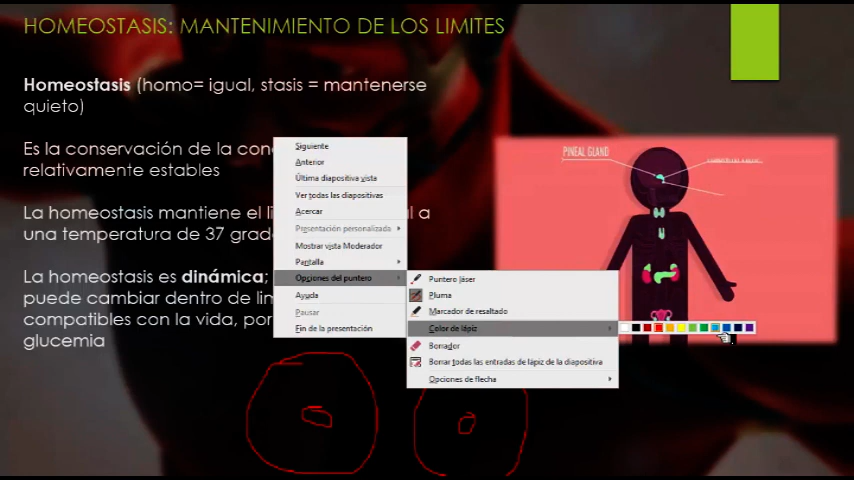 HOMEOSTASIS: MANTENIMIENTO DE LOS LIMITES
Homeostasis (homo= igual, stasis = mantenerse
quieto)
Es la conservación de la con
relativamente estables
La homeostasis mantiene el l
l a
una temperatura de 37 grad
La homeostasis es dinámica;
puede cambiar dentro de lim
compatibles con la vida, por
glucemia
PINEAL GLAND
Siguiente
Anterior
Última diapositiva vista
Ver todas las diapositivas
Acercar
Presentación personalizada
Mostrar vista Moderador
Pantalla
Opciones del puntero
Ayuda
Pausar
Fin de la presentación
Puntero láser
Pluma
Marcador de resaltado
Color de lápiz
Borrador
Borrar todas las entradas de lápiz de la diapositiva
Opciones de flecha